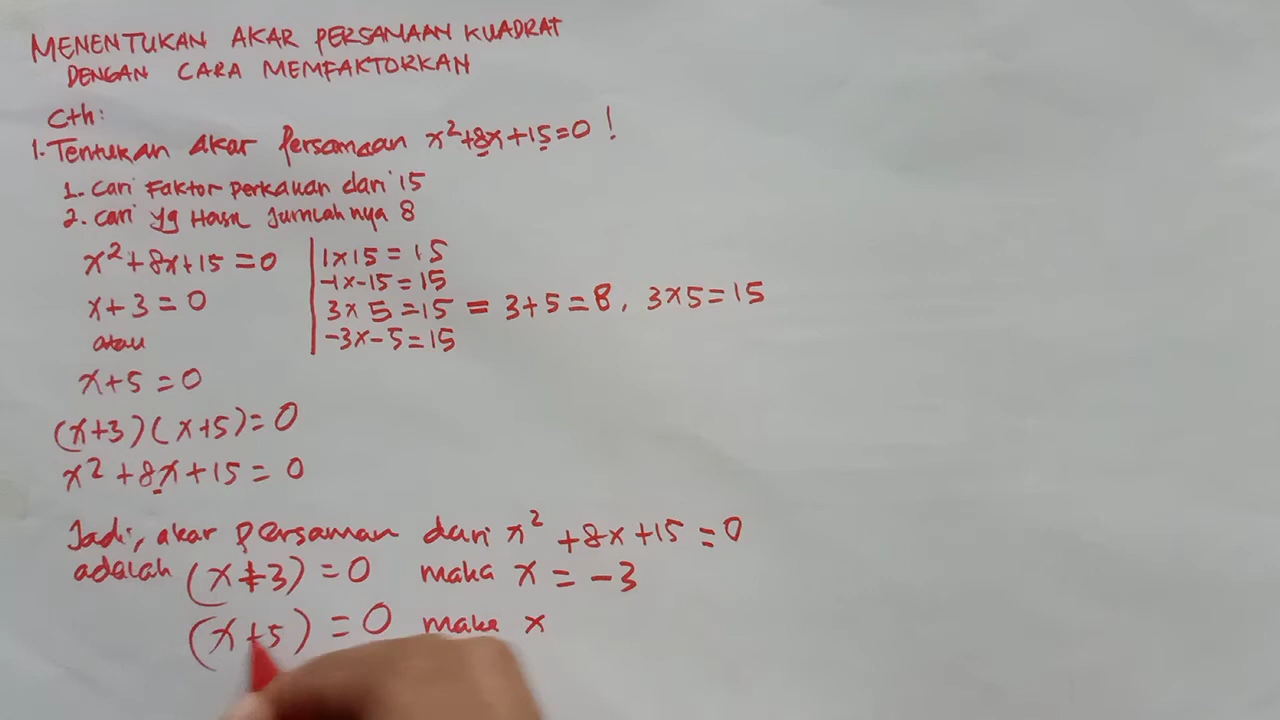 MENENTUKAN AKAR PERSAMAAN KUADRAT
DENGAN CARA MEMFAKTORKAN
Cth:
1. Tentukan Akar Persamaan x²+8x+15=0 !
1. Cari Faktor Perkalian dari 15
2. Cari yg Hasil Jumlahnya 8
x²+8x+15=0
x+3=0
atau
x+5=0
1x15=15
-1x-15=15
3x5=15 = 3+5=8, 3x5=15
-3x-5=15
(x+3)(x+5)=0
x²+8x+15=0
Jadi, akar persaman dari x²+8x+15=0
adalah (x+3)=0 maka x=-3
(x+5)=0 maka x